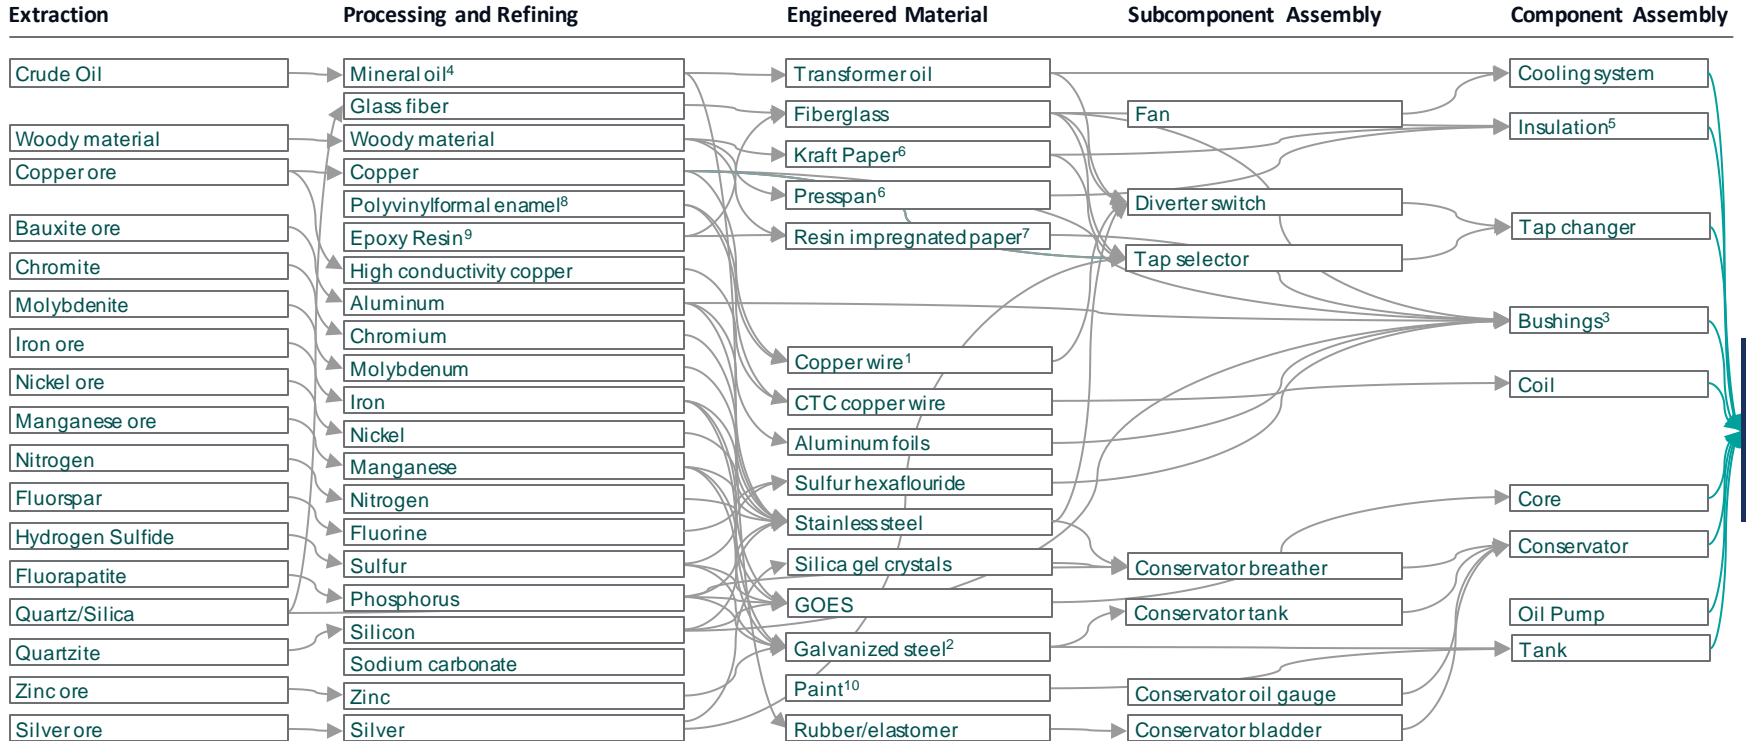 Extraction
Processing and Refining
Engineered Material
Subcomponent Assembly
Component Assembly
Crude Oil
Woody material
Copper ore
Bauxite ore
Chromite
Molybdenite
Iron ore
Nickel ore
Manganese ore
Nitrogen
Fluorspar
Hydrogen Sulfide
Fluorapatite
Quartz/Silica
Quartzite
Zinc ore
Silver ore
Mineral oil⁴
Glass fiber
Woody material
Copper
Polyvinylformal enamel⁸
Epoxy Resin⁹
High conductivity copper
Aluminum
Chromium
Molybdenum
Iron
Nickel
Manganese
Nitrogen
Fluorine
Sulfur
Phosphorus
Silicon
Sodium carbonate
Zinc
Silver
Transformer oil
Fiberglass
Kraft Paper⁶
Presspan⁶
Resin impregnated paper⁷
Copper wire¹
CTC copper wire
Aluminum foils
Sulfur hexaflouride
Stainless steel
Silica gel crystals
GOES
Galvanized steel²
Paint¹⁰
Rubber/elastomer
Fan
Diverter switch
Tap selector
Conservator breather
Conservator tank
Conservator oil gauge
Conservator bladder
Cooling system
Insulation⁵
Tap changer
Bushings³
Coil
Core
Conservator
Oil Pump
Tank